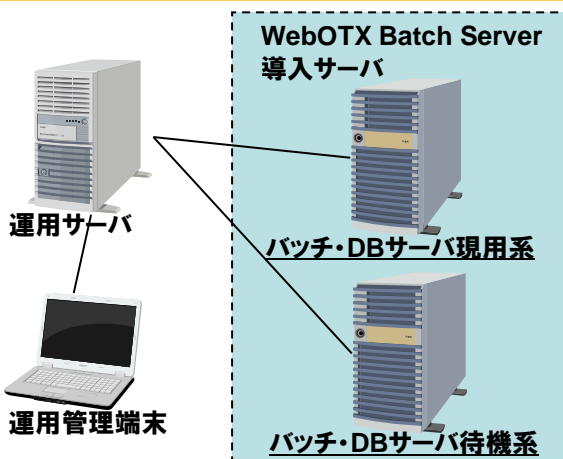 WebOTX Batch Server
導入サーバ
運用サーバ
バッチ・DBサーバ現用系
運用管理端末
バッチ・DBサーバ待機系